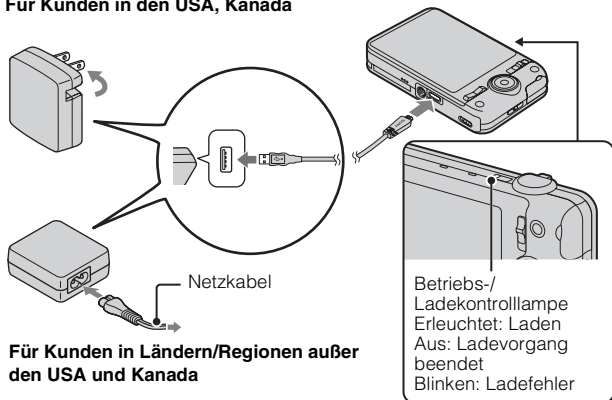 Für Kunden in den USA, Kanada
Netzkabel
Für Kunden in Ländern/Regionen außer
den USA und Kanada
Betriebs-/
Ladekontrolllampe
Erleuchtet: Laden
Aus: Ladevorgang
beendet
Blinken: Ladefehler